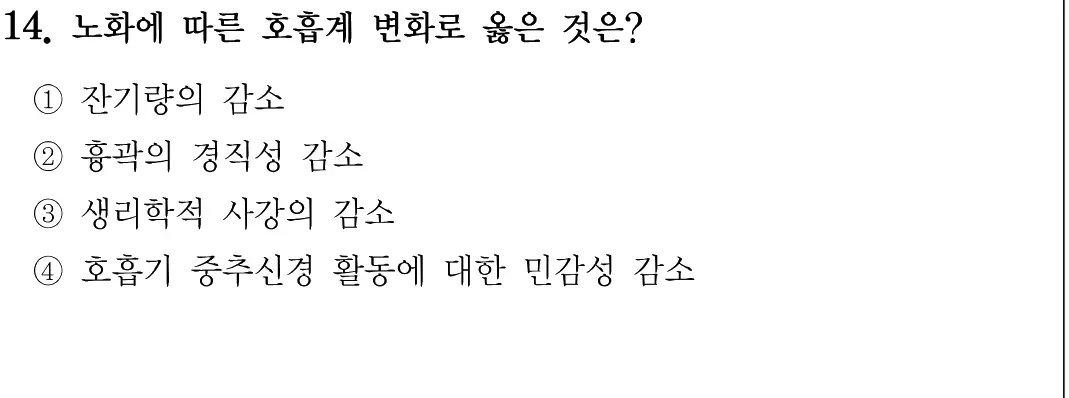 14. 노화에 따른 호흡계 변화로 옳은 것은?
① 잔기량의 감소
② 흉곽의 경직성 감소
③ 생리학적 사강의 감소
④ 호흡기 중추신경 활동에 대한 민감성 감소